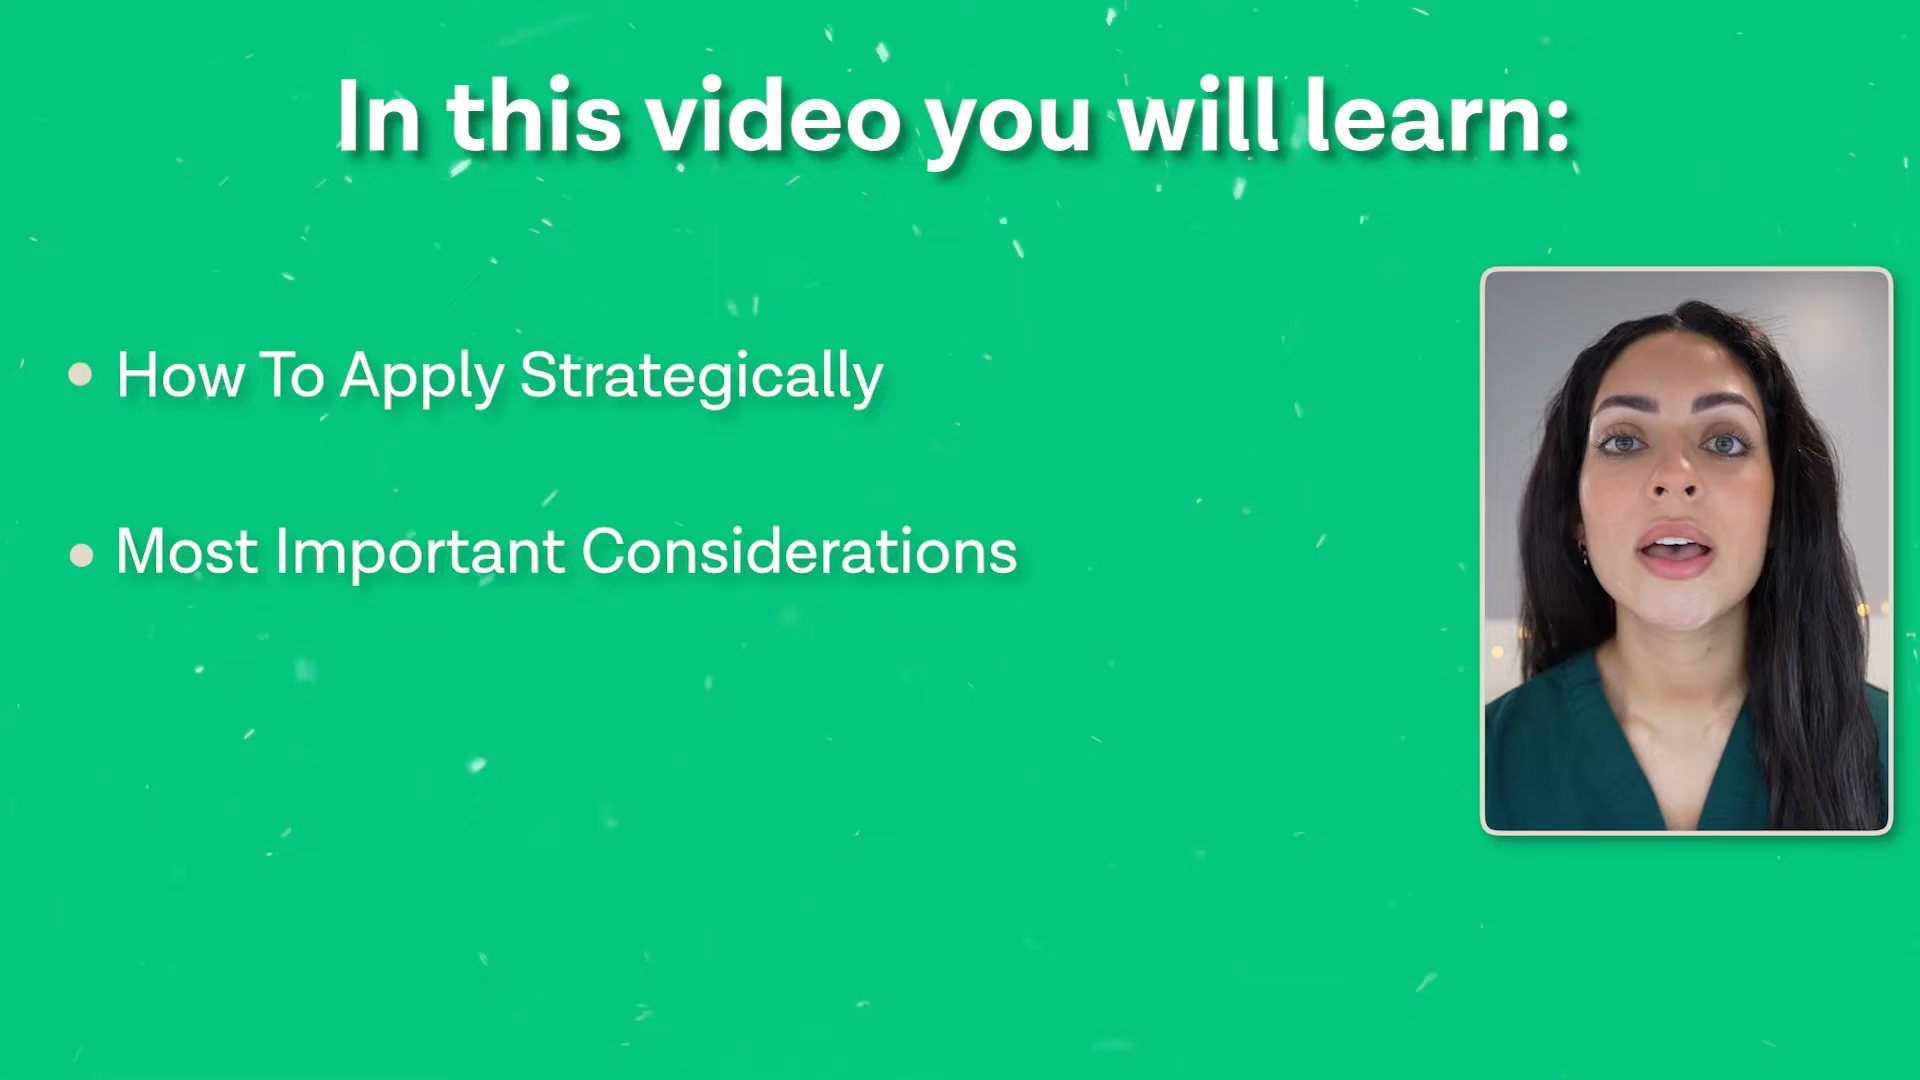 In this video you will learn:
How To Apply Strategically
Most Important Considerations